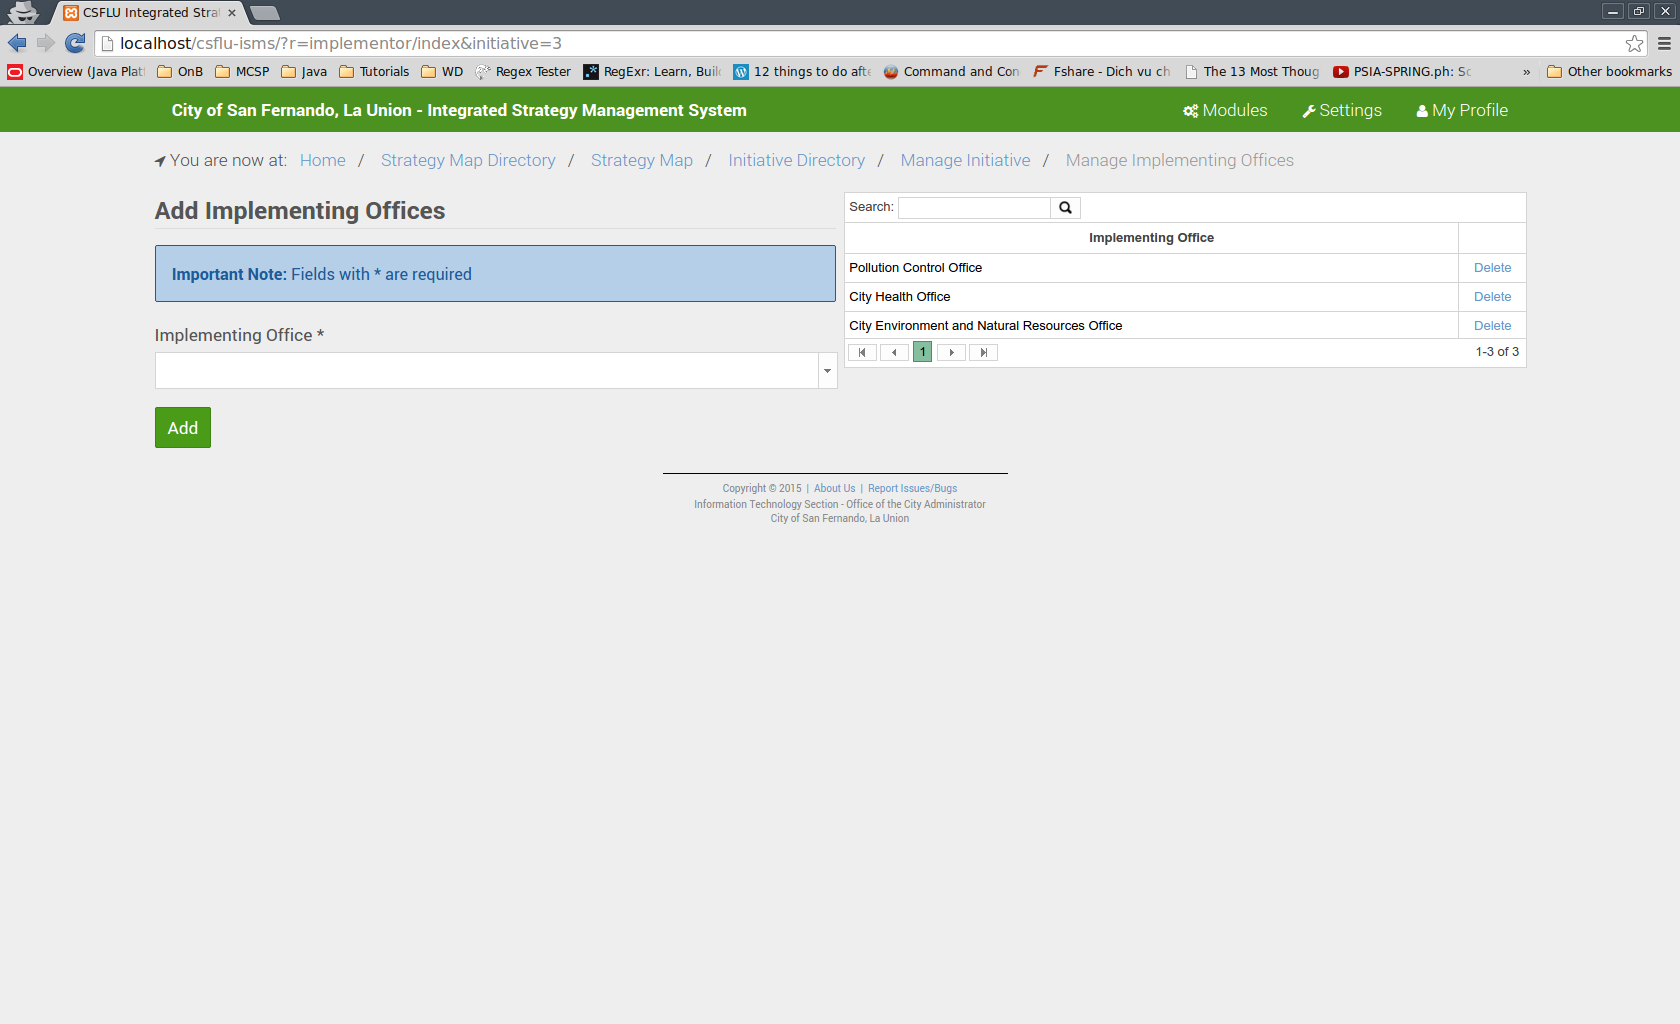 CSFLU Integrated Stra
localhost/csflu-isms/?r=implementor/index&initiative=3
Overview (Java Plat OnB MCSP Java Tutorials WD Regex Tester RegExr: Learn, Buil 12 things to do afte Command and Con Fshare - Dich vu ch The 13 Most Thoug PSIA-SPRING.ph: Sc » Other bookmarks
City of San Fernando, La Union - Integrated Strategy Management System Modules Settings My Profile
You are now at: Home / Strategy Map Directory / Strategy Map / Initiative Directory / Manage Initiative / Manage Implementing Offices
Add Implementing Offices
Important Note: Fields with * are required
Implementing Office *
Add
Search:
Implementing Office
Pollution Control Office Delete
City Health Office Delete
City Environment and Natural Resources Office Delete
1 1-3 of 3
Copyright © 2015 | About Us | Report Issues/Bugs
Information Technology Section - Office of the City Administrator
City of San Fernando, La Union